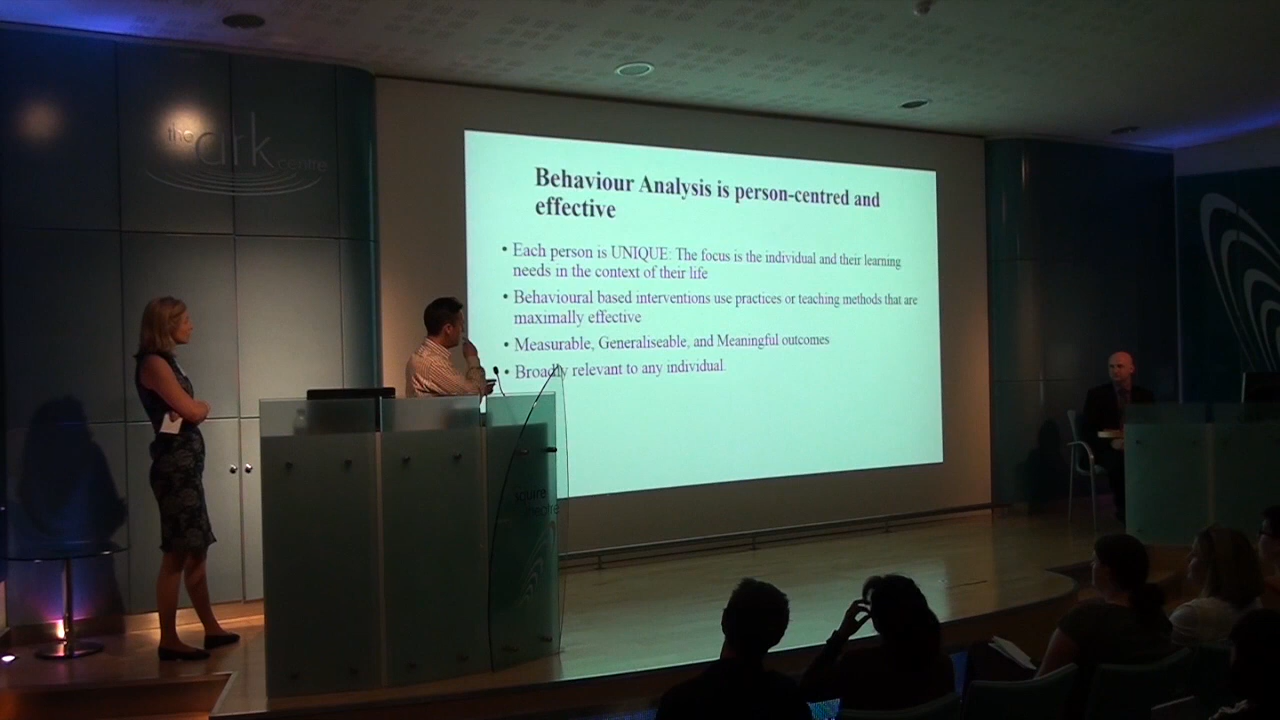 the ark
centre
Behaviour Analysis is person-centred and
effective
• Each person is UNIQUE: The focus is the individual and their learning
needs in the context of their life
• Behavioural based interventions use practices or teaching methods that are
maximally effective
• Measurable, Generaliseable, and Meaningful outcomes
• Broadly relevant to any individual.